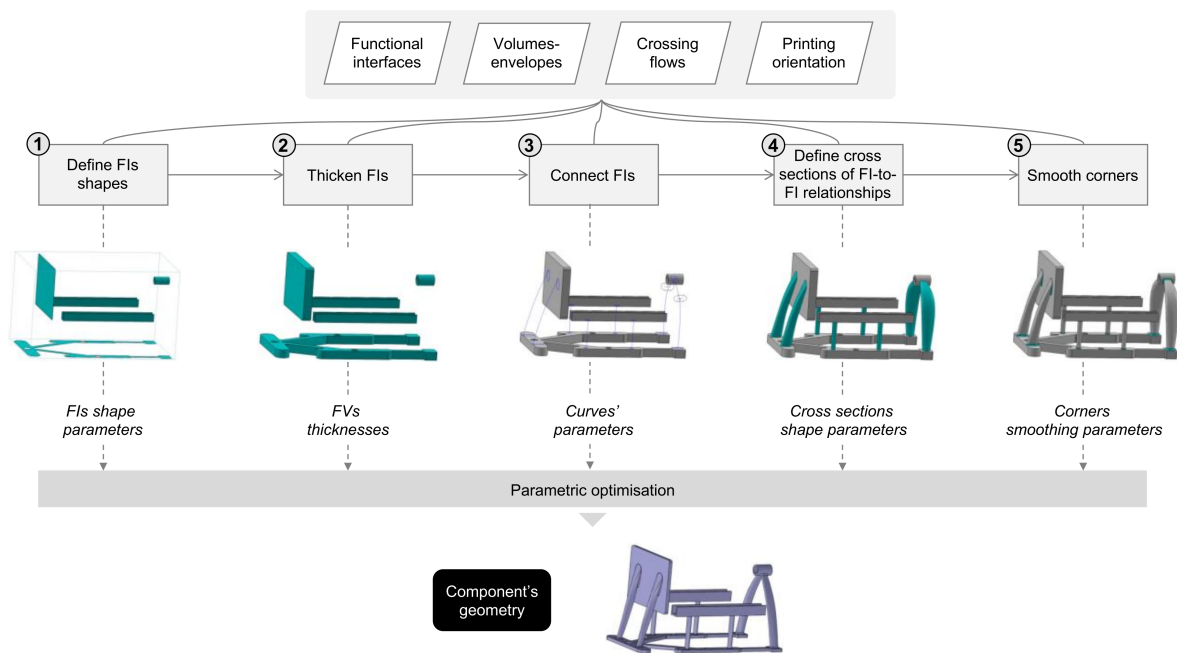 Functional
interfaces
Volumes-
envelopes
Crossing
flows
Printing
orientation
1
Define FIs
shapes
2
Thicken FIs
3
Connect FIs
4
Define cross
sections of FI-to-
FI relationships
5
Smooth corners
FIs shape
parameters
FVs
thicknesses
Curves'
parameters
Cross sections
shape parameters
Corners
smoothing parameters
Parametric optimisation
Component's
geometry